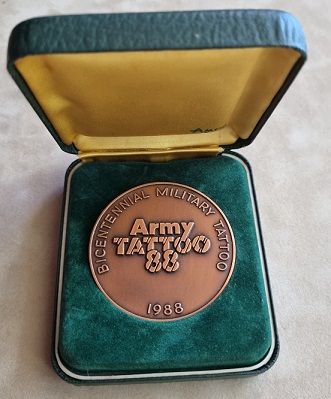 BICENTENNIAL MILITARY TATTOO
Army
TATTOO
88
1988